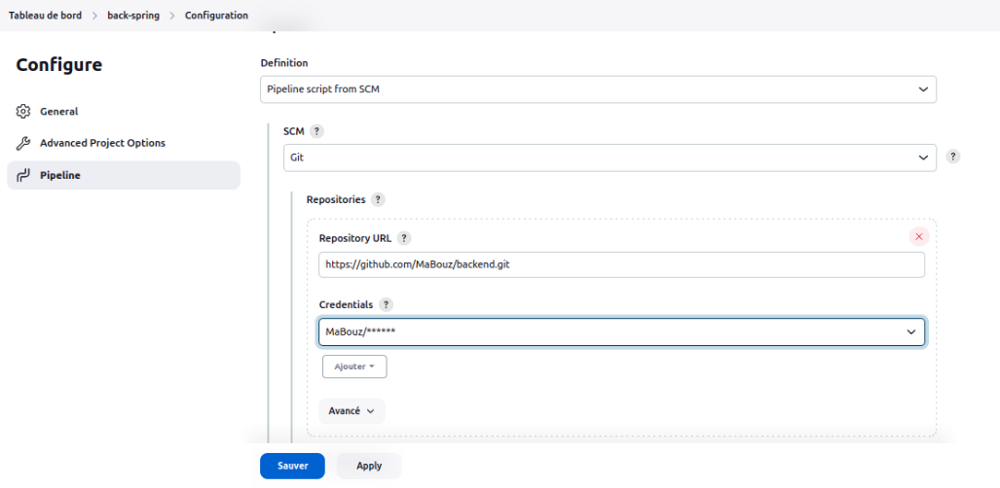 Tableau de bord > back-spring > Configuration
Configure
General
Advanced Project Options
Pipeline
Definition
Pipeline script from SCM
SCM ?
Git
?
Repositories ?
Repository URL ?
https://github.com/MaBouz/backend.git
Credentials ?
MaBouz/******
Ajouter
Avancé
Sauver Apply